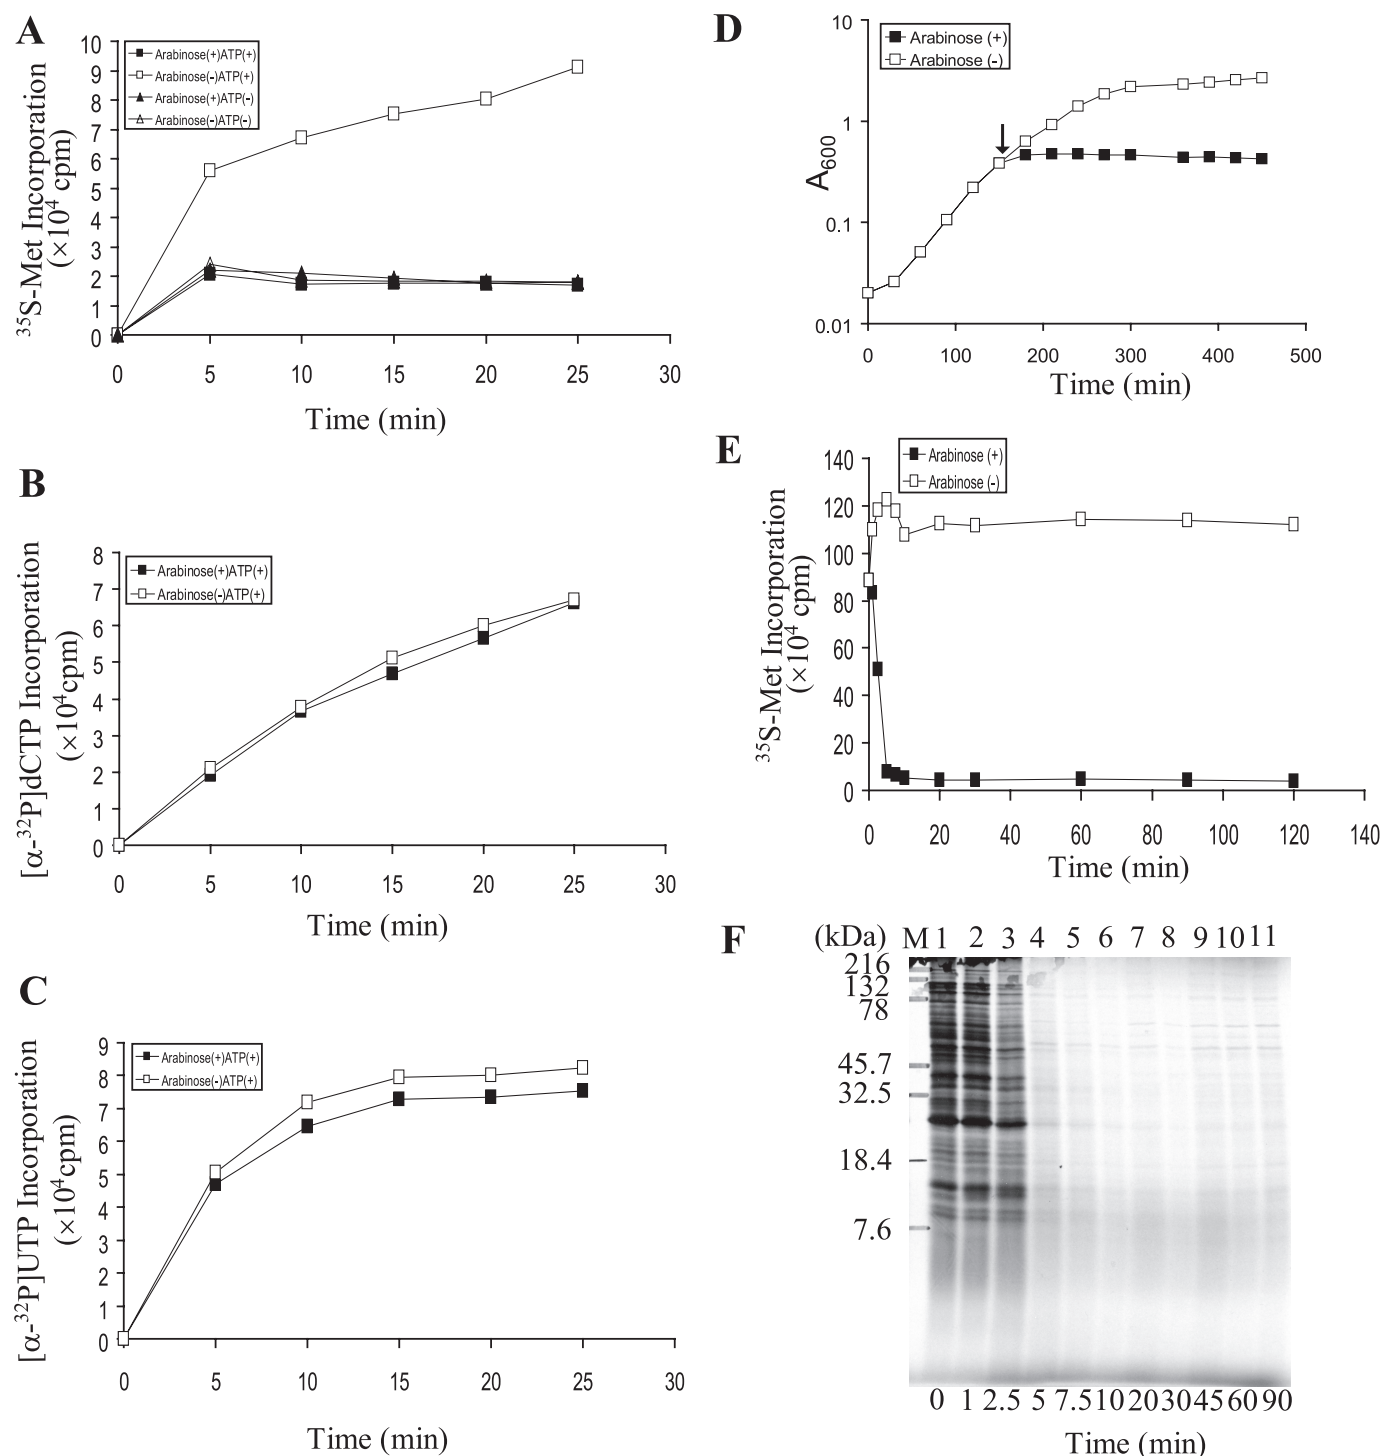 A
10
9
8
7
6
5
4
3
2
1
0
35S-Met Incorporation
(×10⁴ cpm)
Arabinose(+)ATP(+)
Arabinose(-)ATP(+)
Arabinose(+)ATP(-)
Arabinose(-)ATP(-)
0 5 10 15 20 25 30
Time (min)
B
8
7
6
5
4
3
2
1
0
[α-³²P]dCTP Incorporation
(×10⁴cpm)
Arabinose(+)ATP(+)
Arabinose(-)ATP(+)
0 5 10 15 20 25 30
Time (min)
C
9
8
7
6
5
4
3
2
1
0
[α-³²P]UTP Incorporation
(×10⁴cpm)
Arabinose(+)ATP(+)
Arabinose(-)ATP(+)
0 5 10 15 20 25 30
Time (min)
D
10
1
0.1
0.01
A₆₀₀
Arabinose (+)
Arabinose (-)
0 100 200 300 400 500
Time (min)
E
140
120
100
80
60
40
20
0
³⁵S-Met Incorporation
(×10⁴ cpm)
Arabinose (+)
Arabinose (-)
0 20 40 60 80 100 120 140
Time (min)
F
(kDa) M 1 2 3 4 5 6 7 8 9 10 11
216
132
78
45.7
32.5
18.4
7.6
0 1 2.5 5 7.5 10 20 30 45 60 90
Time (min)